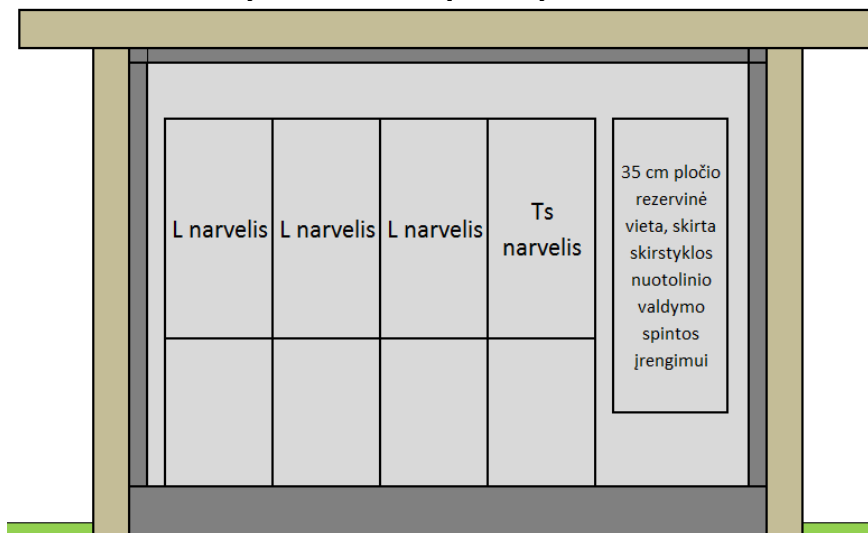 L narvelis
L narvelis
L narvelis
Ts
narvelis
35 cm pločio
rezervinė
vieta, skirta
skirstyklos
nuotolinio
valdymo
spintos
įrengimui